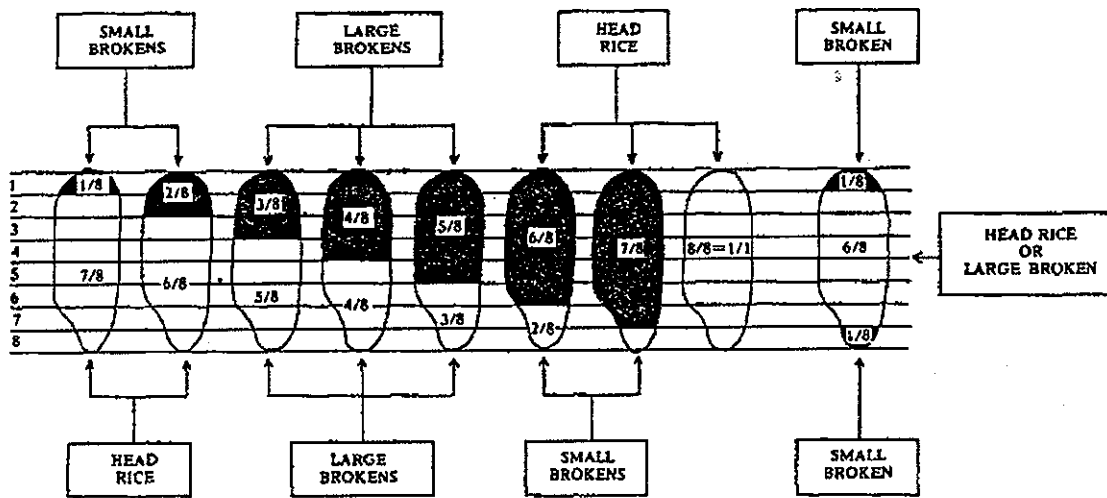 SMALL
BROKENS
LARGE
BROKENS
HEAD
RICE
SMALL
BROKEN
1
2
3
4
5
6
7
8
1/8
7/8
2/8
6/8
3/8
5/8
4/8
4/8
5/8
3/8
6/8
2/8
7/8
8/8=1/1
1/8
6/8
1/8
HEAD RICE
OR
LARGE BROKEN
HEAD
RICE
LARGE
BROKENS
SMALL
BROKENS
SMALL
BROKEN